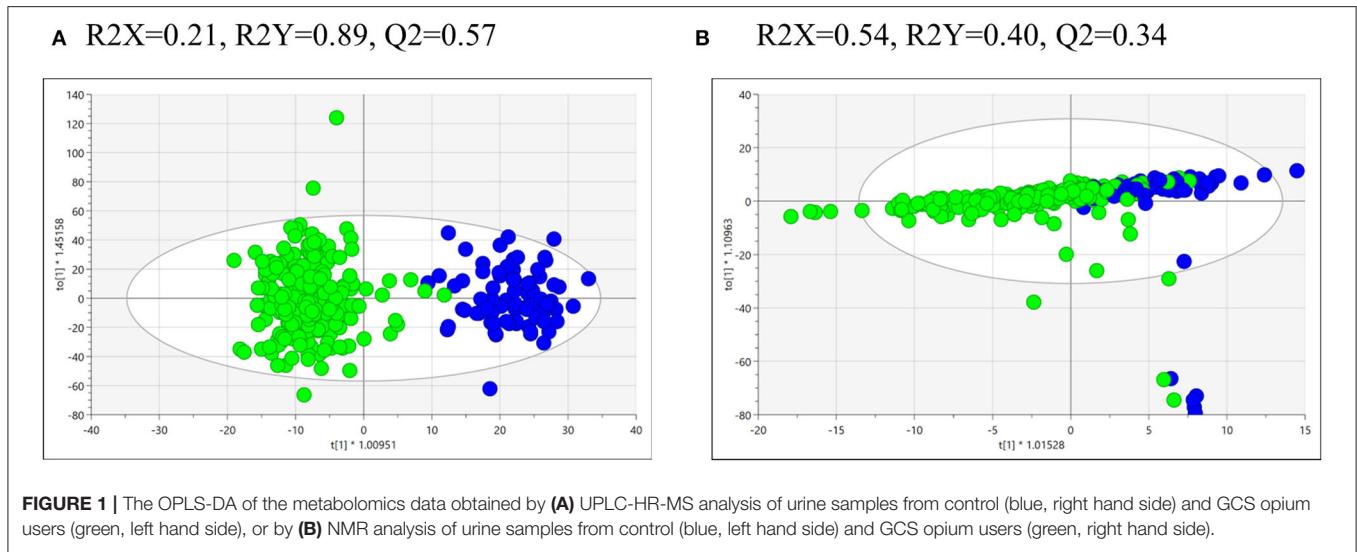 A R2X=0.21, R2Y=0.89, Q2=0.57
B R2X=0.54, R2Y=0.40, Q2=0.34
140
120
100
80
60
40
20
0
-20
-40
-60
-80
to[1] * 1.45158
-40 -30 -20 -10 0 10 20 30 40
t[1] * 1.00951
40
20
0
-20
-40
-60
-80
to[1] * 1.10963
-20 -15 -10 -5 0 5 10 15
t[1] * 1.01528
FIGURE 1 | The OPLS-DA of the metabolomics data obtained by (A) UPLC-HR-MS analysis of urine samples from control (blue, right hand side) and GCS opium
users (green, left hand side), or by (B) NMR analysis of urine samples from control (blue, left hand side) and GCS opium users (green, right hand side).